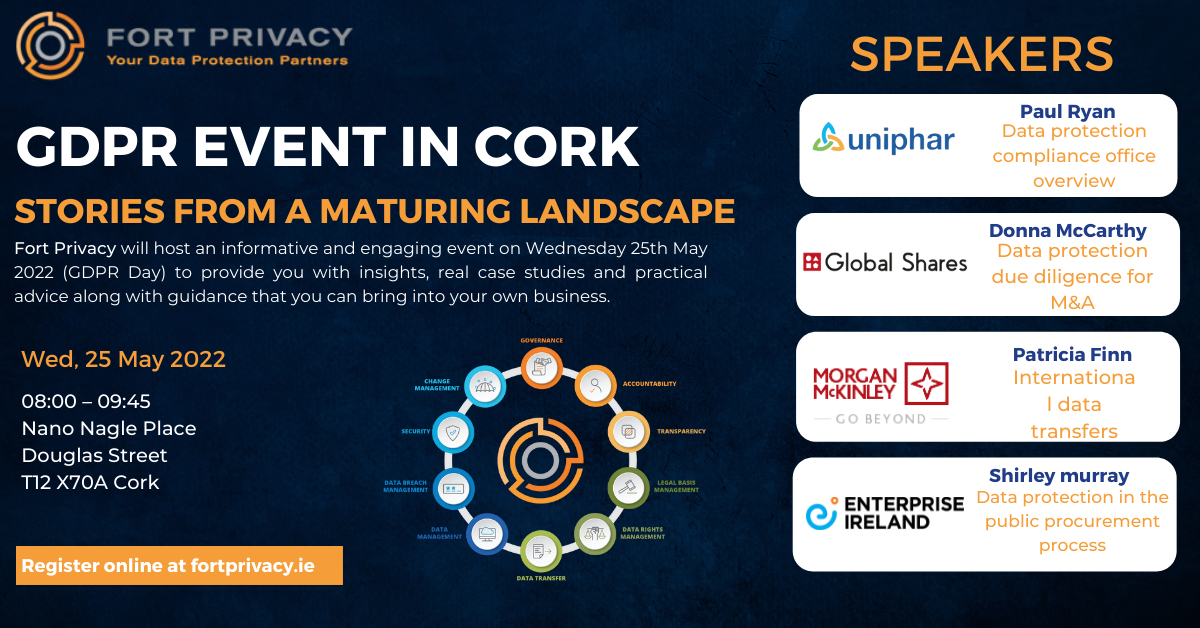 FORT PRIVACY
Your Data Protection Partners
GDPR EVENT IN CORK
STORIES FROM A MATURING LANDSCAPE
Fort Privacy will host an informative and engaging event on Wednesday 25th May
2022 (GDPR Day) to provide you with insights, real case studies and practical
advice along with guidance that you can bring into your own business.
Wed, 25 May 2022
08:00 – 09:45
Nano Nagle Place
Douglas Street
T12 X70A Cork
Register online at fortprivacy.ie
GOVERNANCE
ACCOUNTABILITY
TRANSPARENCY
LEGAL BASIS
MANAGEMENT
DATA RIGHTS
MANAGEMENT
DATA TRANSFER
DATA
MANAGEMENT
DATA BREACH
MANAGEMENT
SECURITY
CHANGE
MANAGEMENT
SPEAKERS
uniphar
Paul Ryan
Data protection
compliance office
overview
Global Shares
Donna McCarthy
Data protection
due diligence for
M&A
MORGAN
McKINLEY
GO BEYOND
Patricia Finn
Internationa
l data
transfers
ENTERPRISE
IRELAND
Shirley murray
Data protection in the
public procurement
process